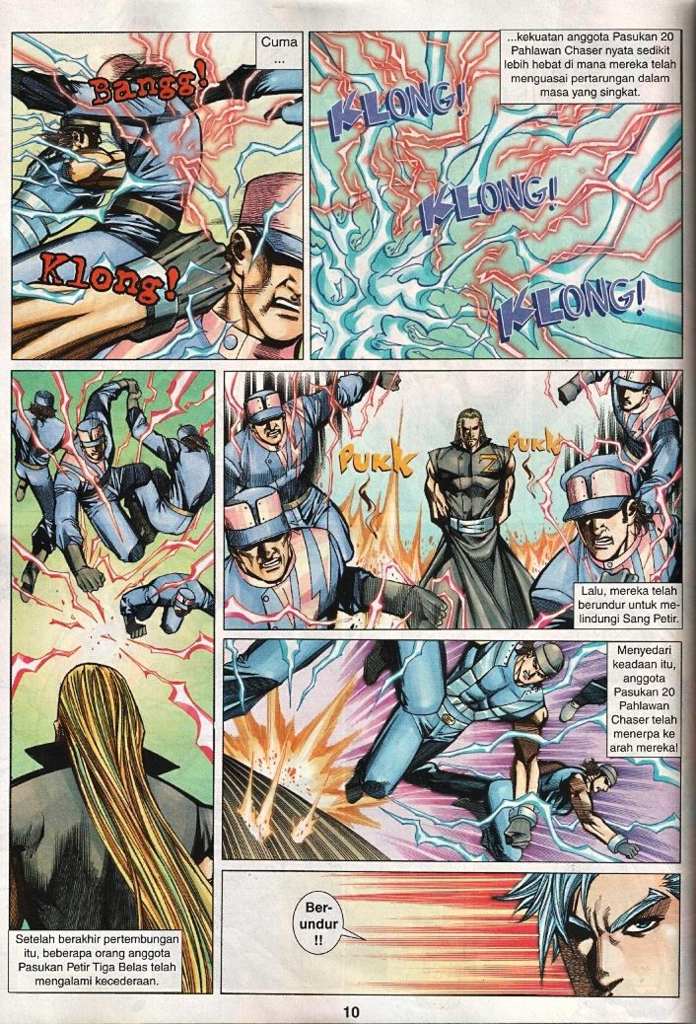 Cuma
...
Bangg!
Klong!
...kekuatan anggota Pasukan 20
Pahlawan Chaser nyata sedikit
lebih hebat di mana mereka telah
menguasai pertarungan dalam
masa yang singkat.
KLONG!
KLONG!
KLONG!
Setelah berakhir pertembungan
itu, beberapa orang anggota
Pasukan Petir Tiga Belas telah
mengalami kecederaan.
PUKK
PUKK
Z
Lalu, mereka telah
berundur untuk me-
lindungi Sang Petir.
Menyedari
keadaan itu,
anggota
Pasukan 20
Pahlawan
Chaser telah
menerpa ke
arah mereka!
Ber-
undur
!!
10